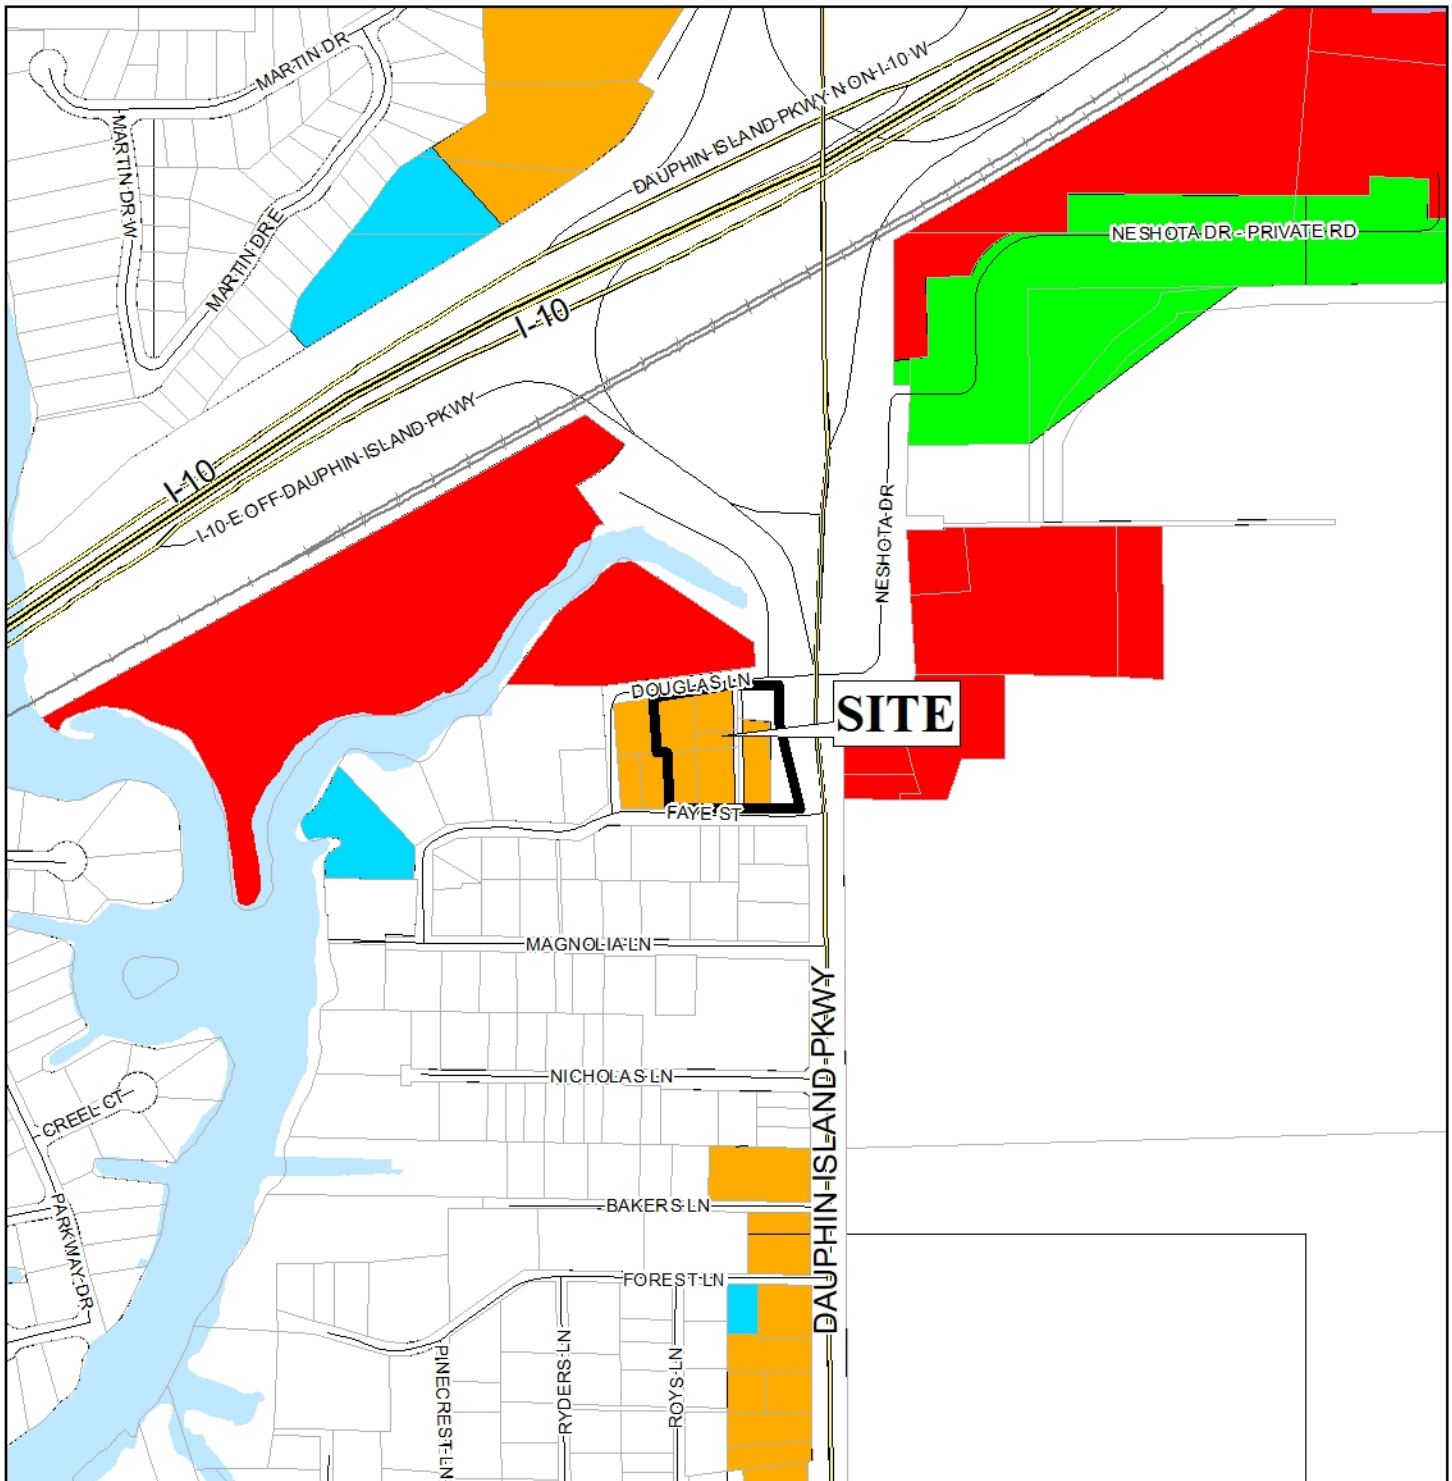 MARTIN DR
DAUPHIN-ISLAND-PKWY-N-ON-I-10-W
MARTIN DR W
MARTIN DR E
NESHOTA DR - PRIVATE RD
I-10
I-10-E OFF-DAUPHIN-ISLAND-PKWY
I-10
NESHOTA DR
DOUGLAS LN
SITE
FAYE ST
MAGNOLIA LN
DAUPHIN-ISLAND-PKWY
NICHOLAS LN
CREEL CT
PARKWAY DR
BAKERS LN
FOREST LN
PINECREST LN
RYDERS LN
ROYS LN